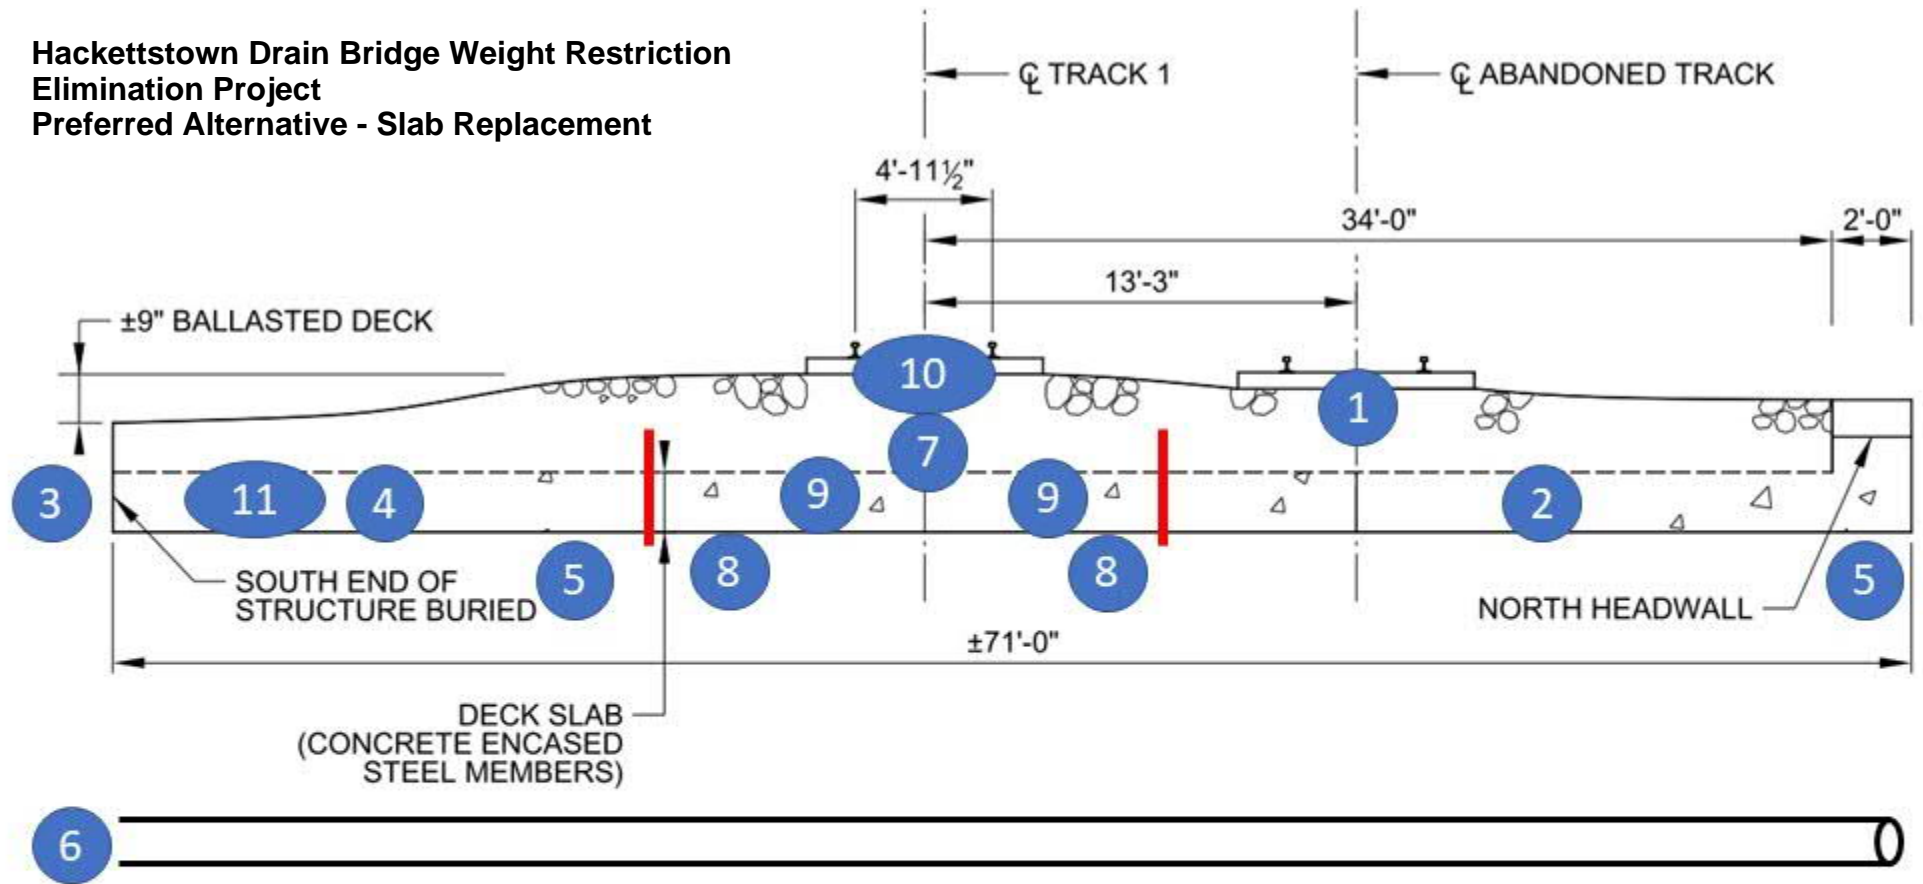 Hackettstown Drain Bridge Weight Restriction
Elimination Project
Preferred Alternative - Slab Replacement
℄ TRACK 1
℄ ABANDONED TRACK
4'-11½"
34'-0"
2'-0"
13'-3"
±9" BALLASTED DECK
10
1
7
3
11
4
9
9
2
5
8
8
5
SOUTH END OF
STRUCTURE BURIED
NORTH HEADWALL
±71'-0"
DECK SLAB
(CONCRETE ENCASED
STEEL MEMBERS)
6